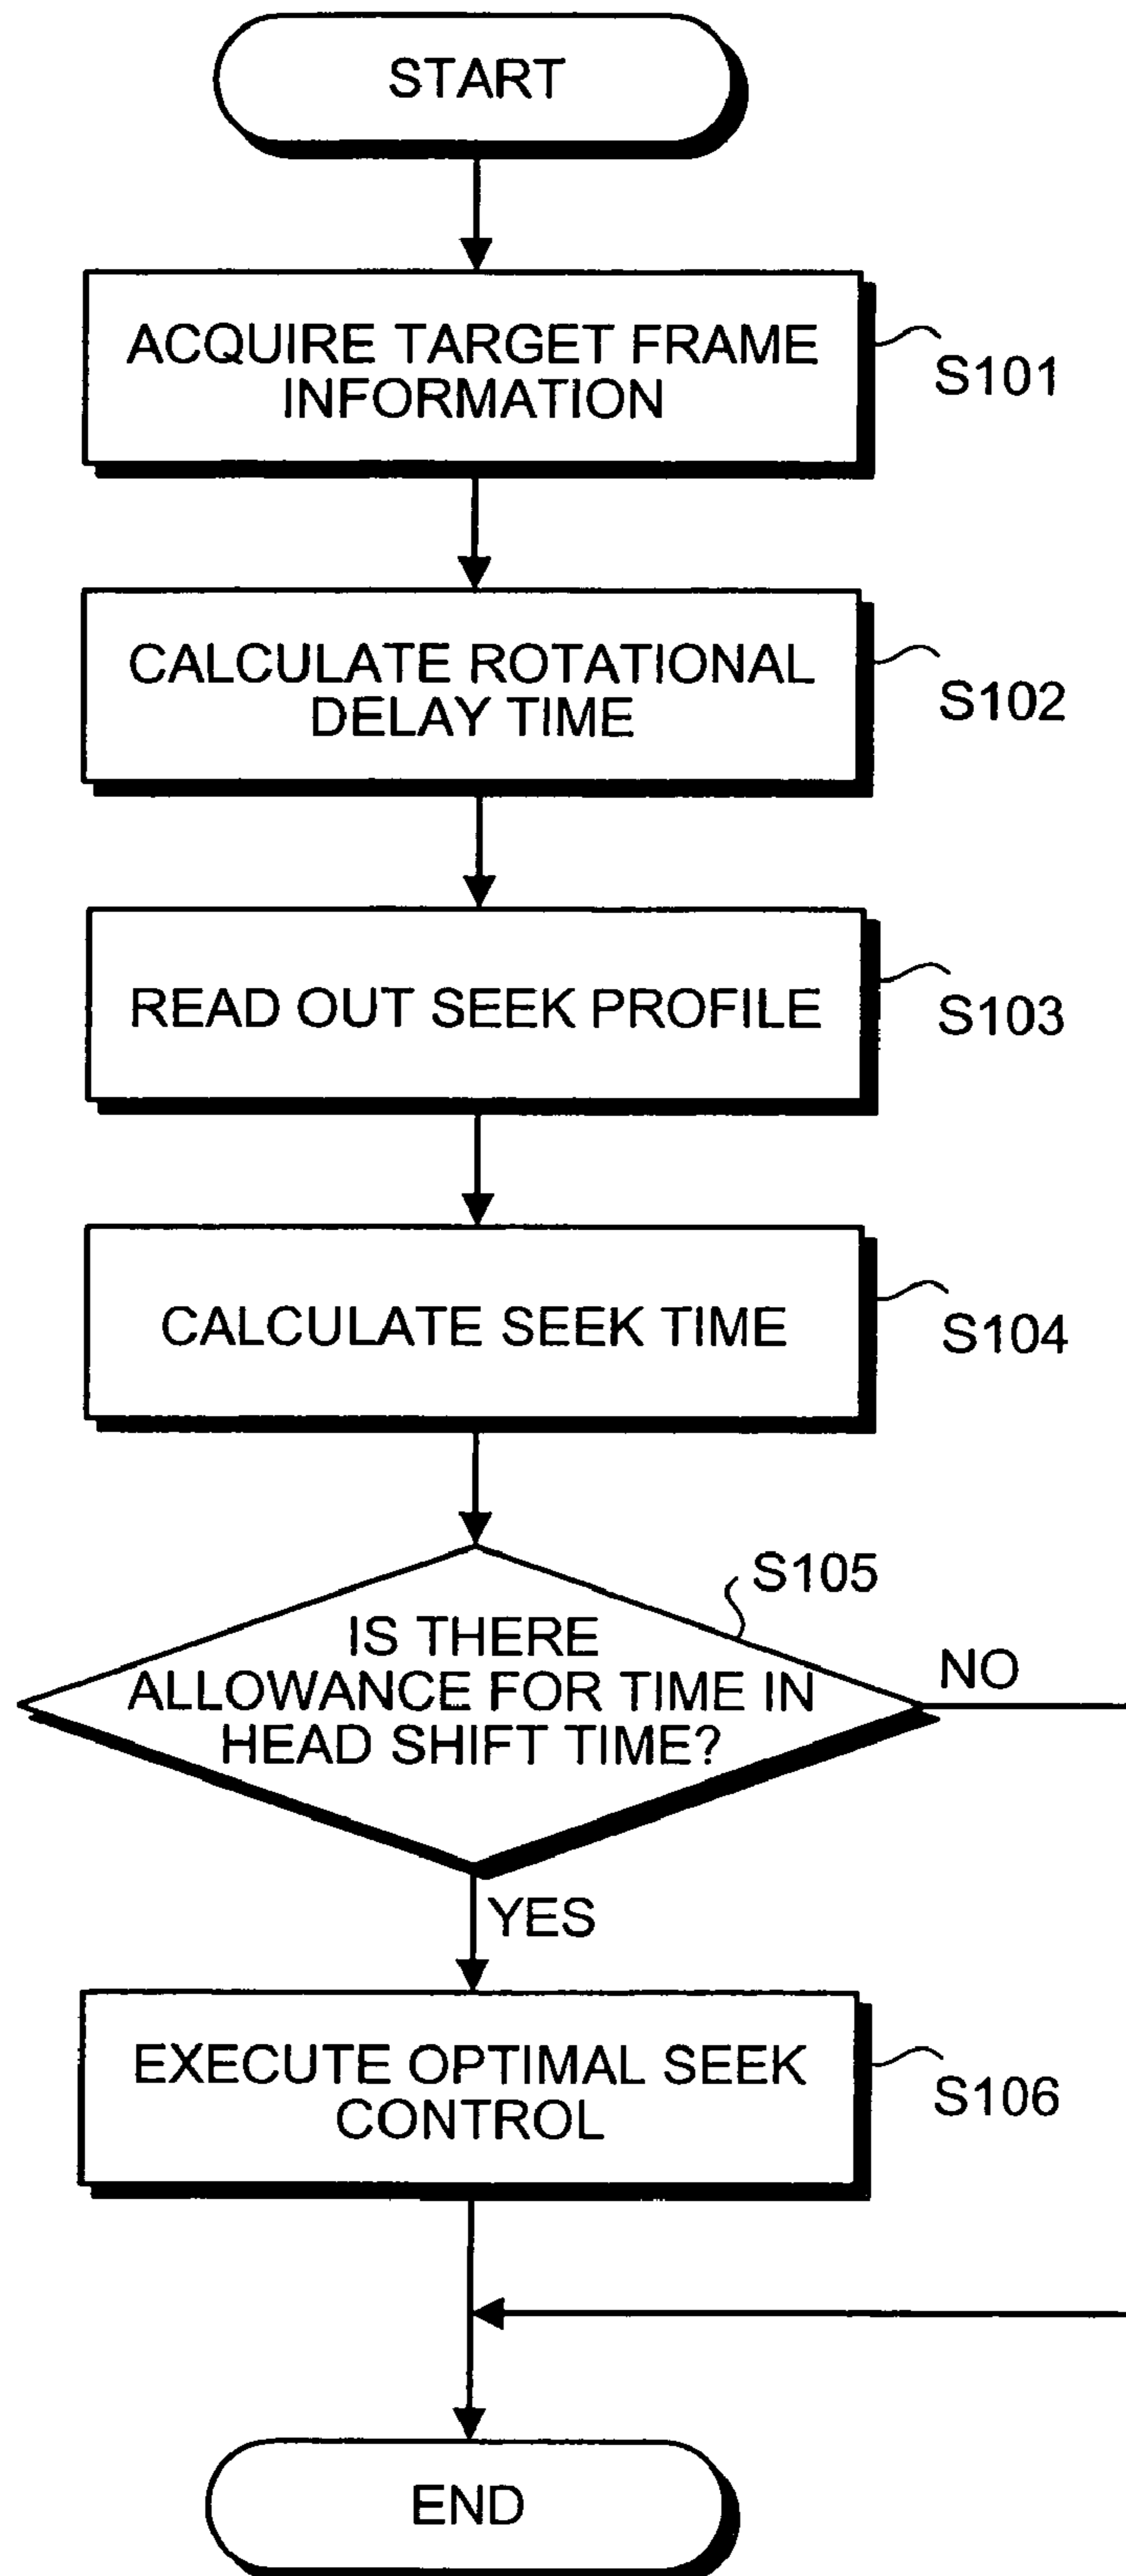 START
ACQUIRE TARGET FRAME
INFORMATION
S101
CALCULATE ROTATIONAL
DELAY TIME
S102
READ OUT SEEK PROFILE
S103
CALCULATE SEEK TIME
S104
S105
IS THERE
ALLOWANCE FOR TIME IN
HEAD SHIFT TIME?
NO
YES
EXECUTE OPTIMAL SEEK
CONTROL
S106
END